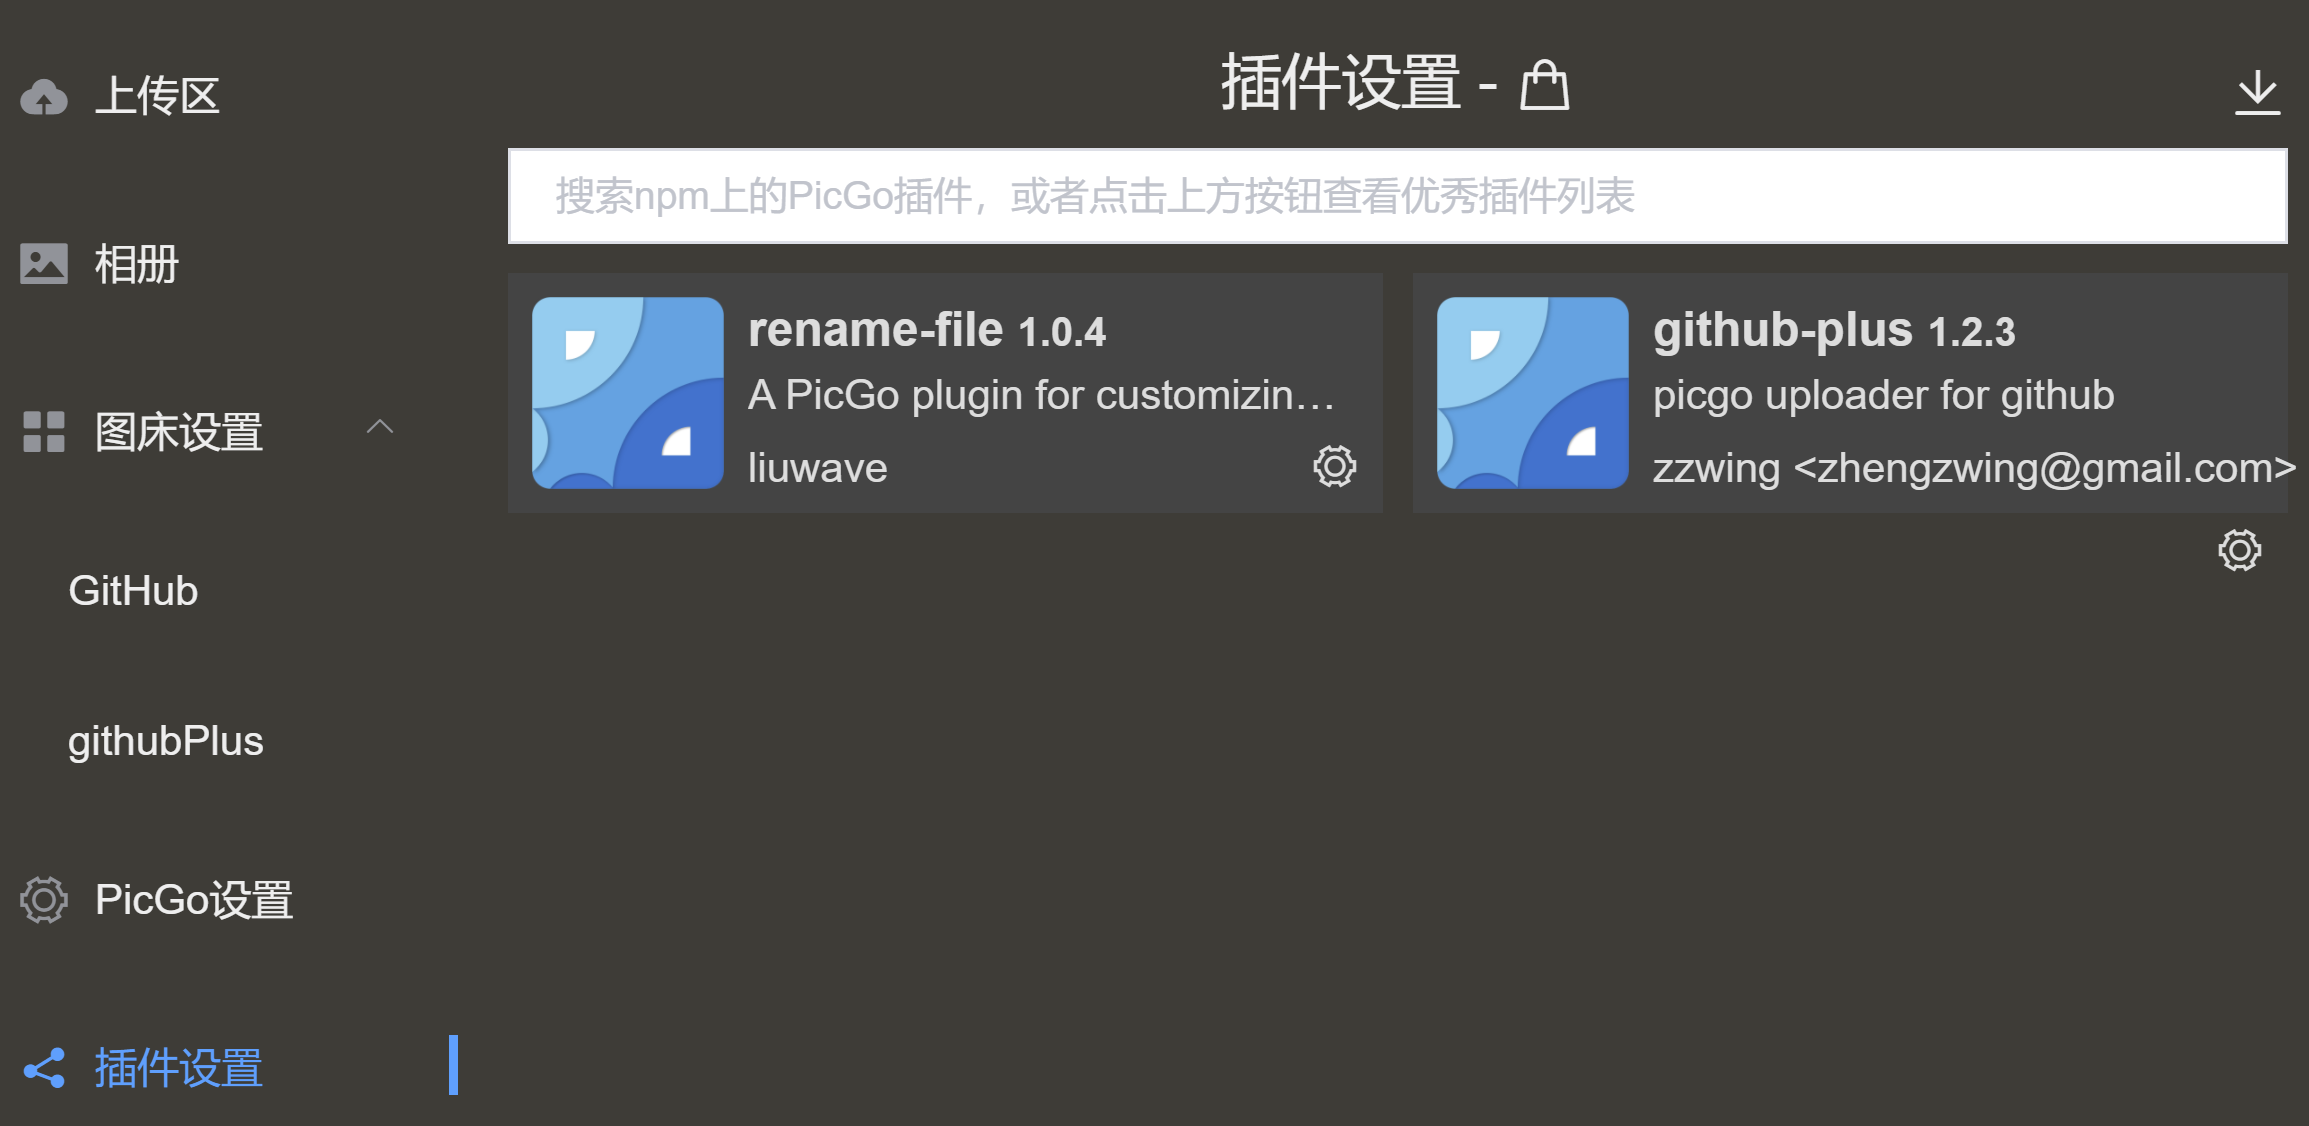 上传区
相册
图床设置
GitHub
githubPlus
PicGo设置
插件设置
插件设置 -
搜索npm上的PicGo插件，或者点击上方按钮查看优秀插件列表
rename-file 1.0.4
A PicGo plugin for customizin…
liuwave
github-plus 1.2.3
picgo uploader for github
zzwing <zhengzwing@gmail.com>